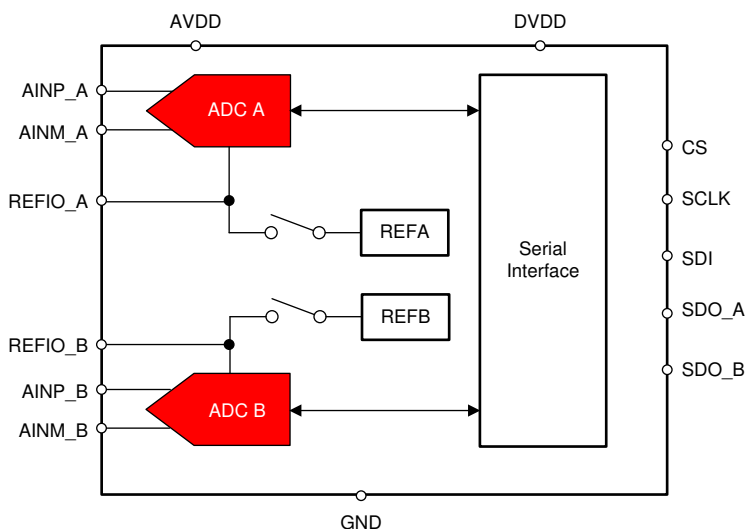 AVDD
DVDD
AINP_A
ADC A
AINM_A
CS
REFIO_A
SCLK
REFA
Serial
Interface
SDI
REFB
SDO_A
REFIO_B
SDO_B
AINP_B
ADC B
AINM_B
GND